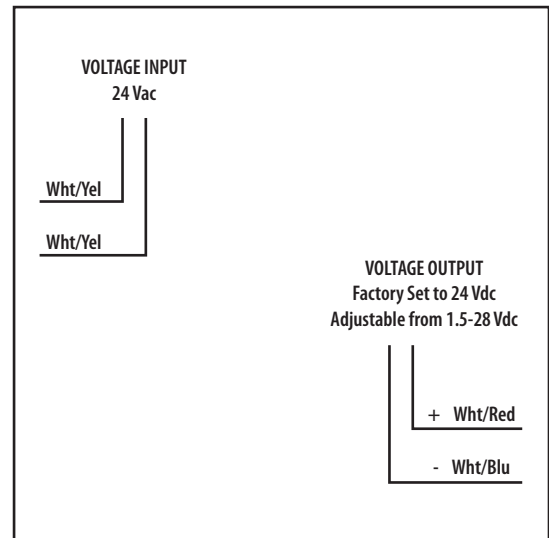 VOLTAGE INPUT
24 Vac
Wht/Yel
Wht/Yel
VOLTAGE OUTPUT
Factory Set to 24 Vdc
Adjustable from 1.5-28 Vdc
+ Wht/Red
- Wht/Blu